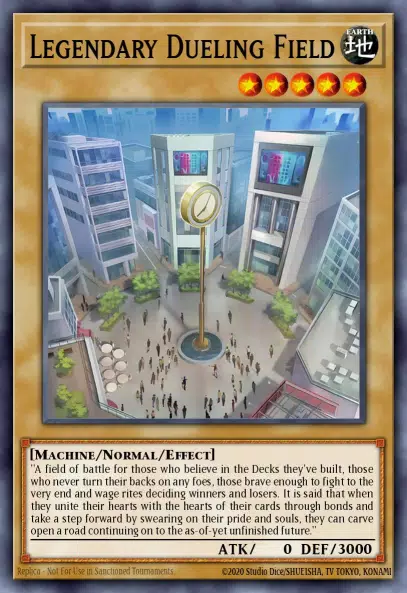 LEGENDARY DUELING FIELD
EARTH
地
[MACHINE/NORMAL/EFFECT]
"A field of battle for those who believe in the Decks they've built, those
who never turn their backs on any foes, those brave enough to fight to the
very end and wage rites deciding winners and losers. It is said that when
they unite their hearts with the hearts of their cards through bonds and
take a step forward by swearing on their pride and souls, they can carve
open a road continuing on to the as-of-yet unfinished future."
ATK/ 0 DEF/3000
Replica - Not For Use in Sanctioned Tournaments.
©2020 Studio Dice/SHUEISHA, TV TOKYO, KONAMI